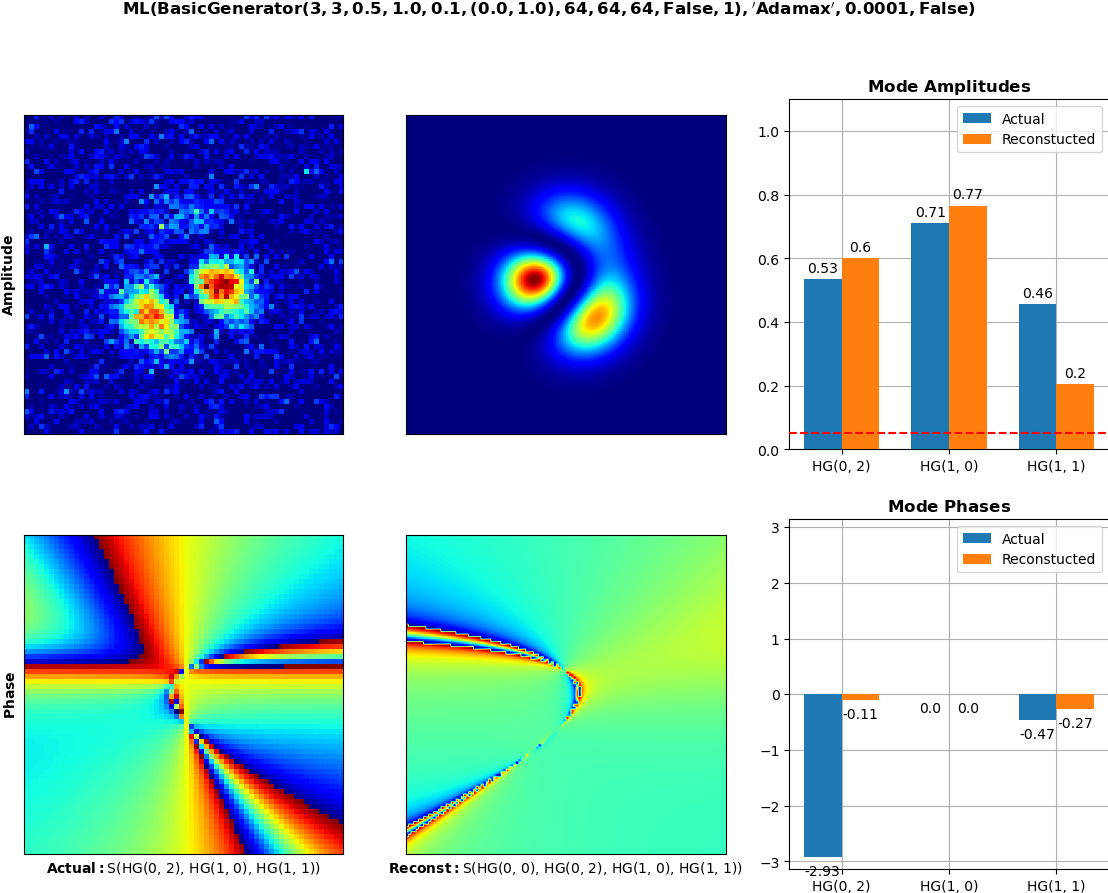 ML(BasicGenerator(3, 3, 0.5, 1.0, 0.1, (0.0, 1.0), 64, 64, 64, False, 1), 'Adamax', 0.0001, False)
Amplitude
Mode Amplitudes
Actual
Reconstucted
1.0
0.8
0.6
0.4
0.2
0.0
0.53
0.6
0.71
0.77
0.46
0.2
HG(0, 2)
HG(1, 0)
HG(1, 1)
Phase
Actual: S(HG(0, 2), HG(1, 0), HG(1, 1))
Reconst: S(HG(0, 0), HG(0, 2), HG(1, 0), HG(1, 1))
Mode Phases
Actual
Reconstucted
3
2
1
0
−1
−2
−3
-2.93
-0.11
0.0
0.0
-0.47
-0.27
HG(0, 2)
HG(1, 0)
HG(1, 1)